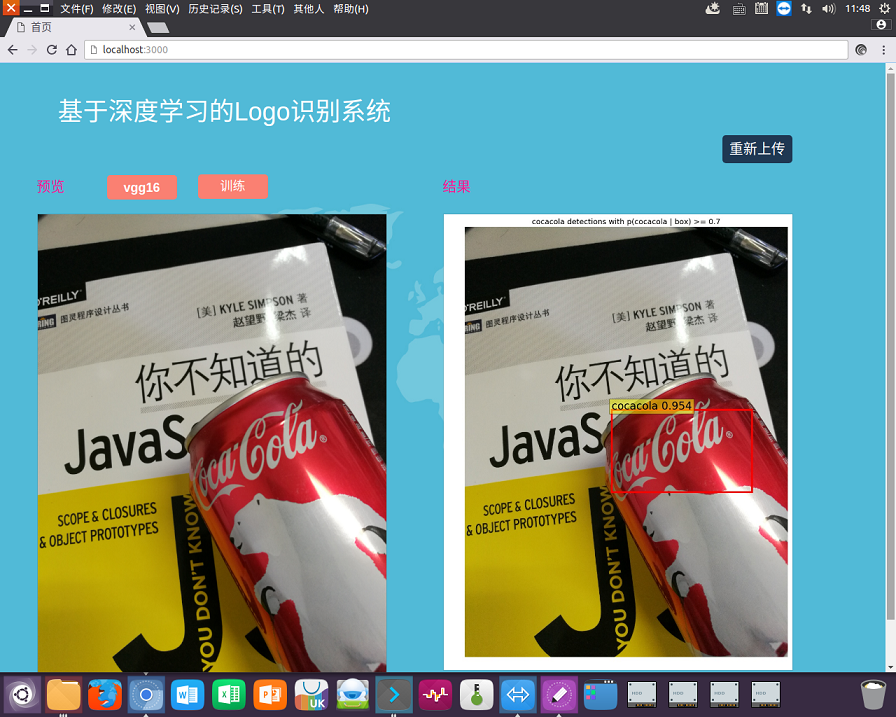 文件(F) 修改(E) 视图(V) 历史记录(S) 工具(T) 其他人 帮助(H)
11:48
首页
localhost:3000
基于深度学习的Logo识别系统
重新上传
预览
vgg16
训练
结果
O'REILLY®
图灵程序设计丛书
[美] KYLE SIMPSON 著
赵望野 梁杰 译
你不知道的
JavaS
Coca-Cola®
SCOPE & CLOSURES
& OBJECT PROTOTYPES
YOU DON'T KNOW
J
cocacola detections with p(cocacola | box) >= 0.7
O'REILLY®
图灵程序设计丛书
[美] KYLE SIMPSON 著
赵望野 梁杰 译
你不知道的
cocacola 0.954
JavaS
Coca-Cola®
SCOPE & CLOSURES
& OBJECT PROTOTYPES
YOU DON'T KNOW
J
W
X
P
UK